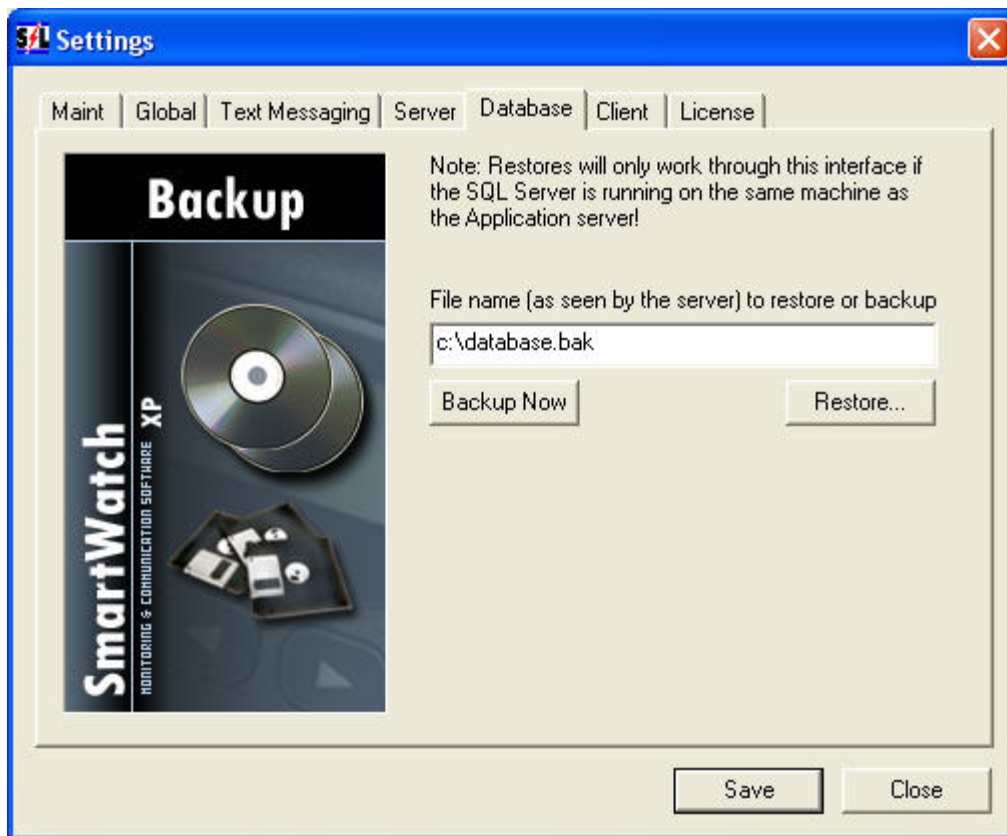 SFL Settings
Maint Global Text Messaging Server Database Client License
Backup
SmartWatch XP
MONITORING & COMMUNICATION SOFTWARE
Note: Restores will only work through this interface if
the SQL Server is running on the same machine as
the Application server!
File name (as seen by the server) to restore or backup
c:\database.bak
Backup Now Restore...
Save Close